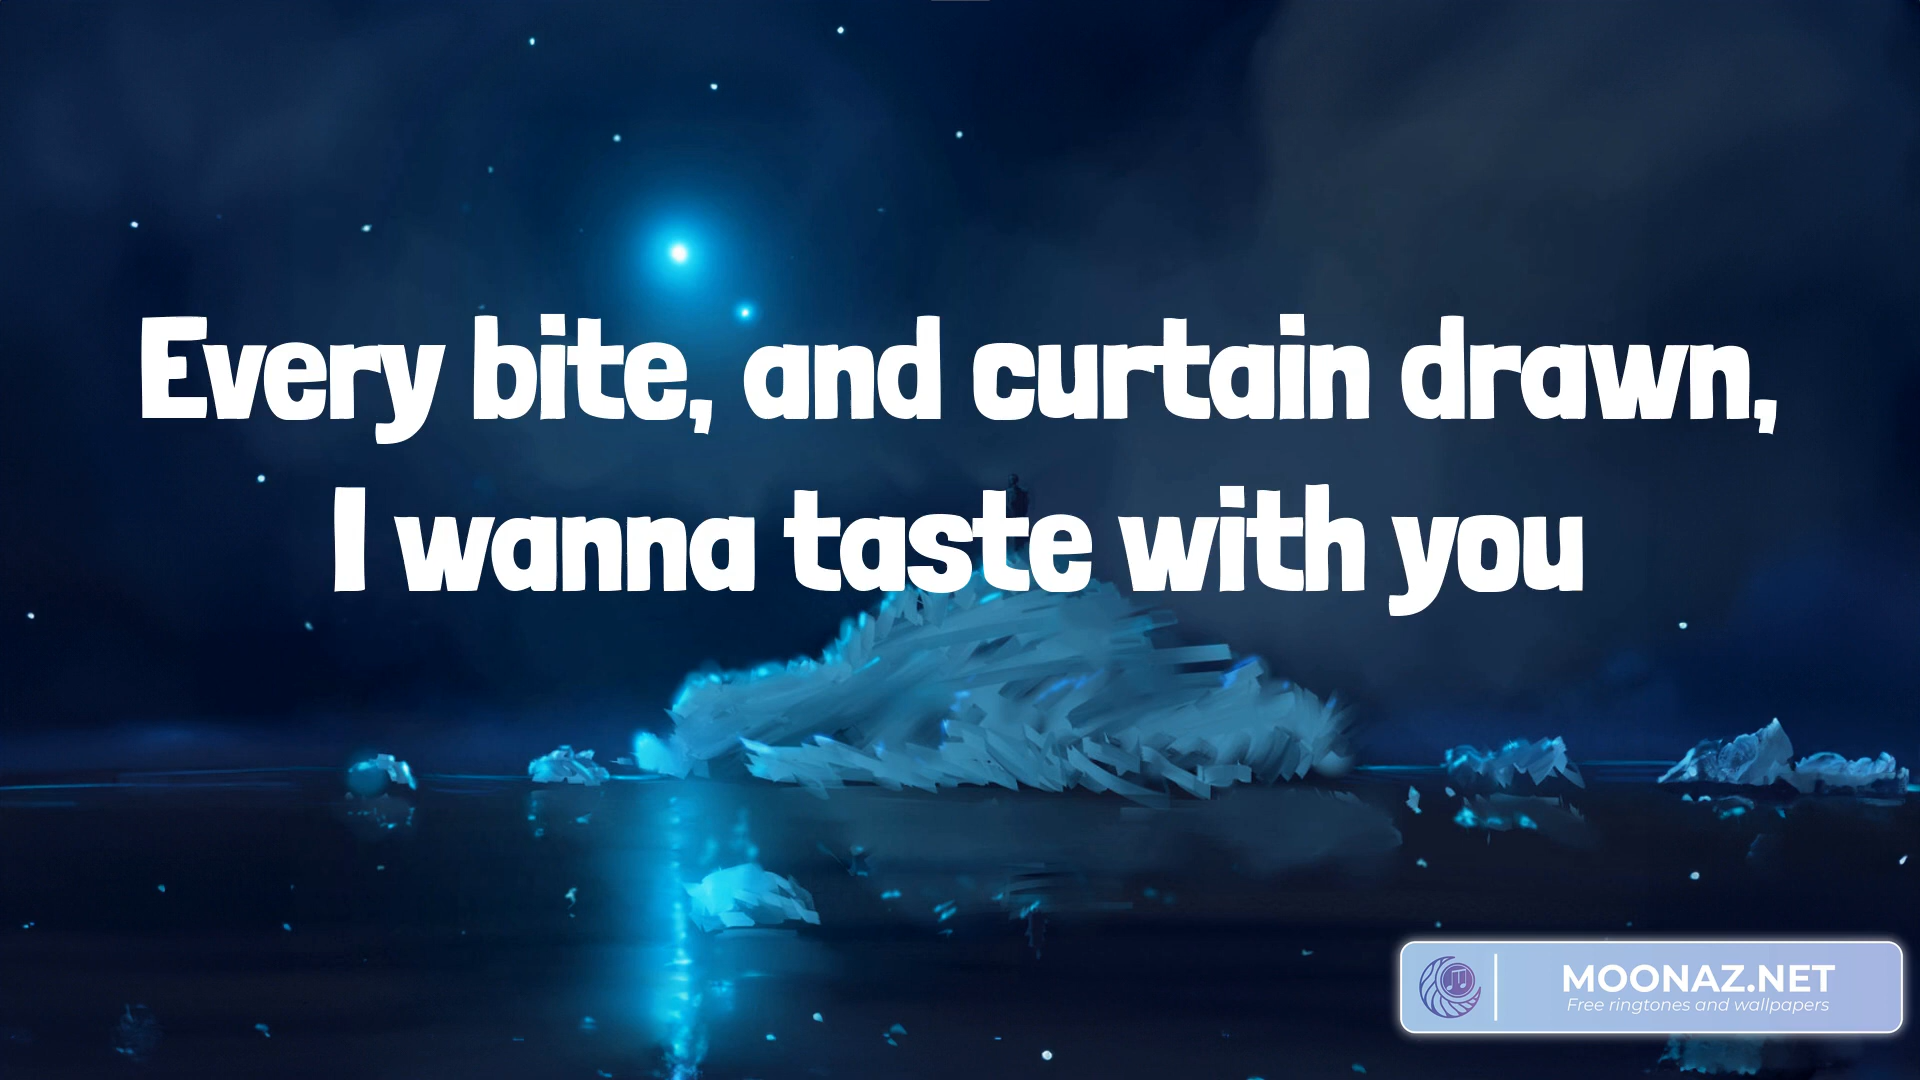 Every bite, and curtain drawn,
I wanna taste with you
MOONAZ.NET
Free ringtones and wallpapers